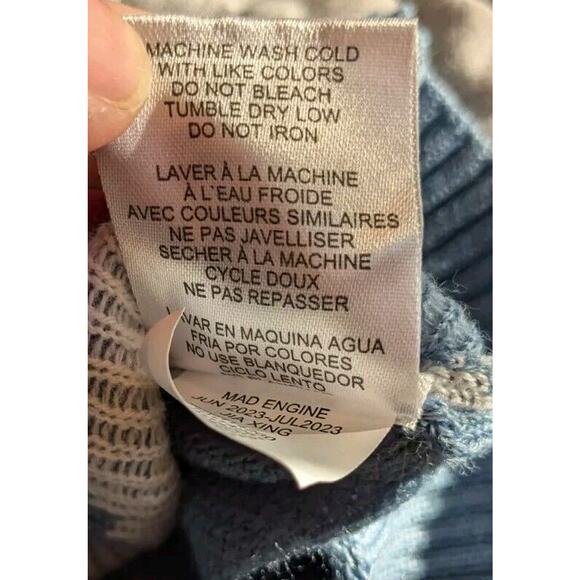 MACHINE WASH COLD
WITH LIKE COLORS
DO NOT BLEACH
TUMBLE DRY LOW
DO NOT IRON
LAVER À LA MACHINE
À L'EAU FROIDE
AVEC COULEURS SIMILAIRES
NE PAS JAVELLISER
SECHER À LA MACHINE
CYCLE DOUX
NE PAS REPASSER
LAVAR EN MAQUINA AGUA
FRIA POR COLORES
NO USE BLANQUEDOR
CICLO LENTO
MAD ENGINE
JUN 2023-JUL2023
JIA XING